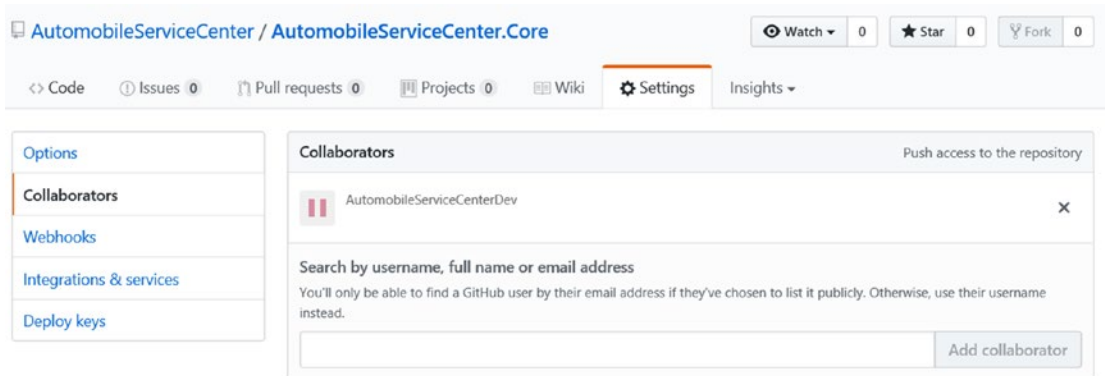 AutomobileServiceCenter / AutomobileServiceCenter.Core
Watch 0 Star 0 Fork 0
Code Issues 0 Pull requests 0 Projects 0 Wiki Settings Insights
Options
Collaborators
Webhooks
Integrations & services
Deploy keys
Collaborators Push access to the repository
AutomobileServiceCenterDev
Search by username, full name or email address
You'll only be able to find a GitHub user by their email address if they've chosen to list it publicly. Otherwise, use their username
instead.
Add collaborator